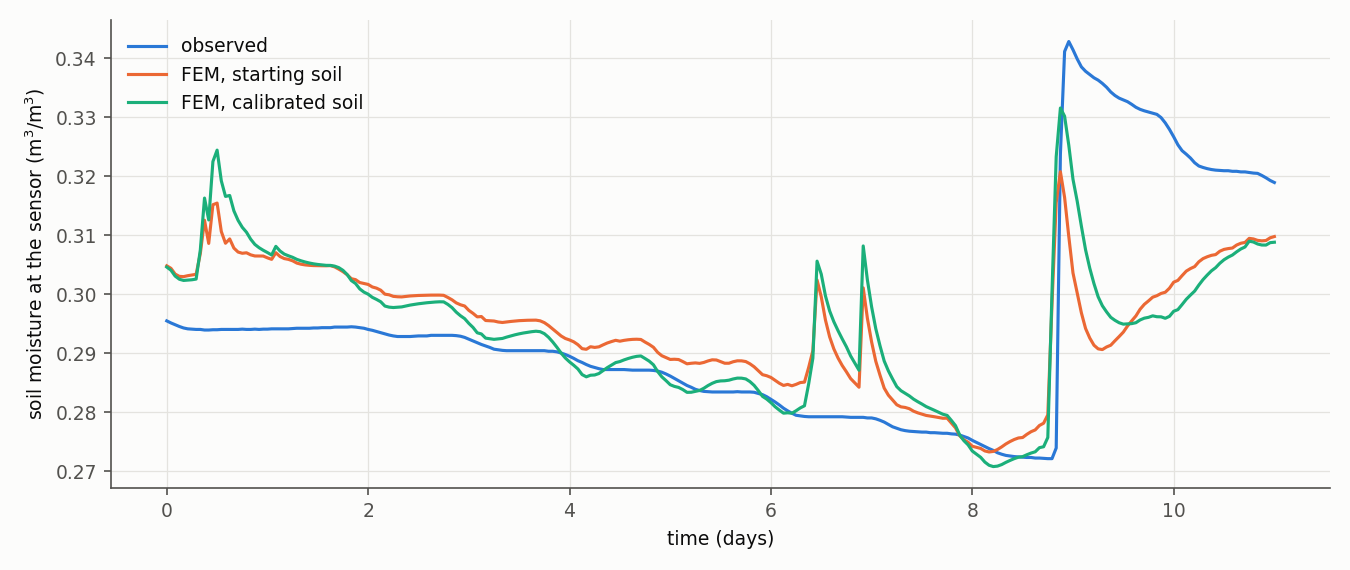 observed
FEM, starting soil
FEM, calibrated soil
soil moisture at the sensor (m³/m³)
0.34
0.33
0.32
0.31
0.30
0.29
0.28
0.27
0 2 4 6 8 10
time (days)